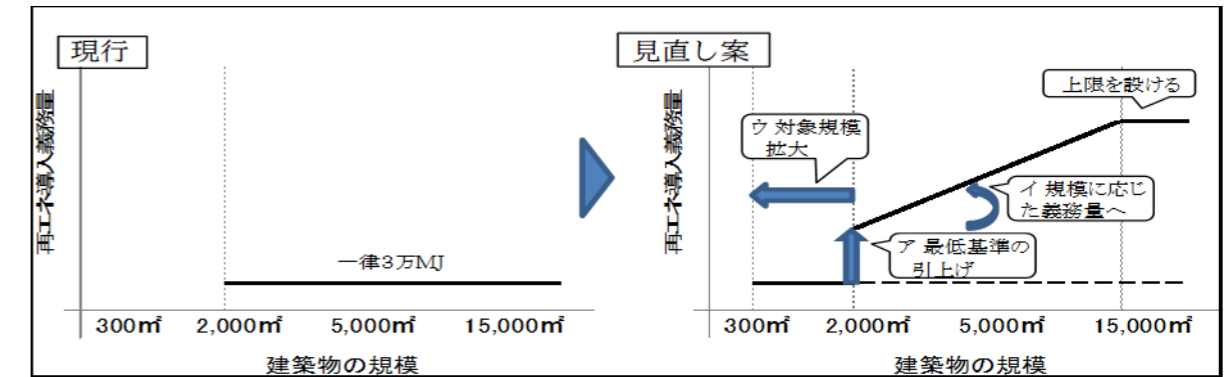 現行
再エネ導入義務量
一律3万MJ
300㎡ 2,000㎡ 5,000㎡ 15,000㎡
建築物の規模
見直し案
再エネ導入義務量
上限を設ける
ウ 対象規模
拡大
イ 規模に応じ
た義務量へ
ア 最低基準の
引上げ
300㎡ 2,000㎡ 5,000㎡ 15,000㎡
建築物の規模